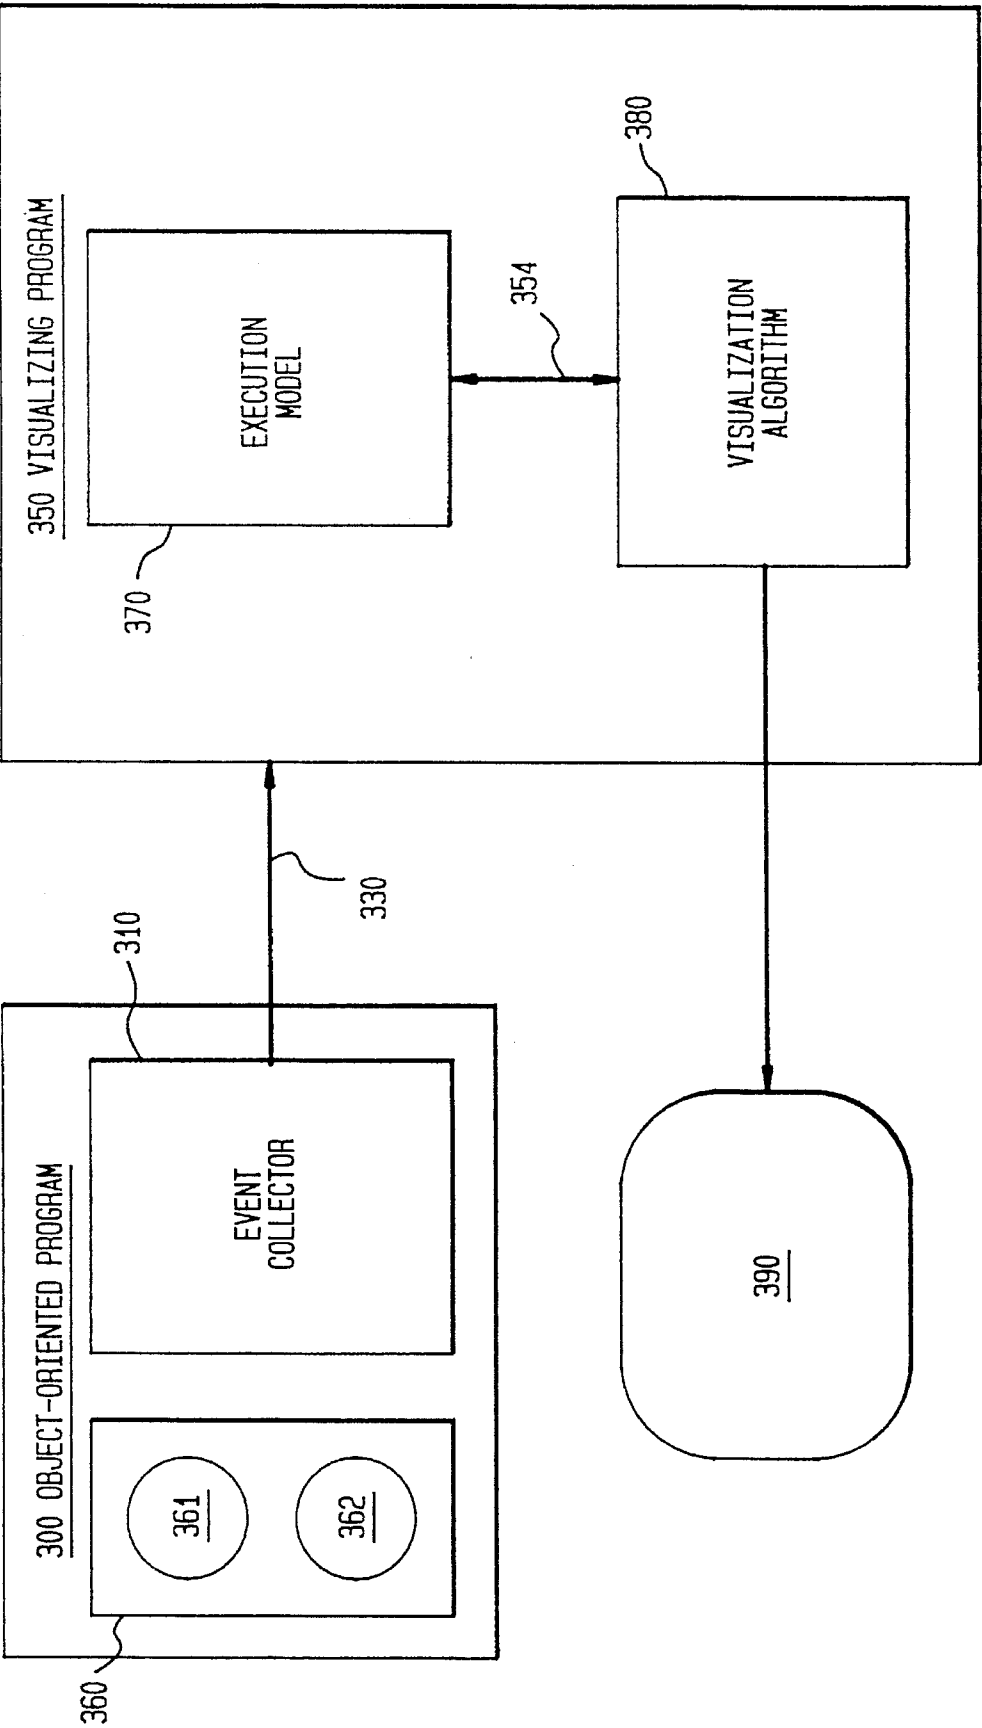 300 OBJECT-ORIENTED PROGRAM
360
361
362
EVENT
COLLECTOR
310
330
350 VISUALIZING PROGRAM
370
EXECUTION
MODEL
354
380
VISUALIZATION
ALGORITHM
390